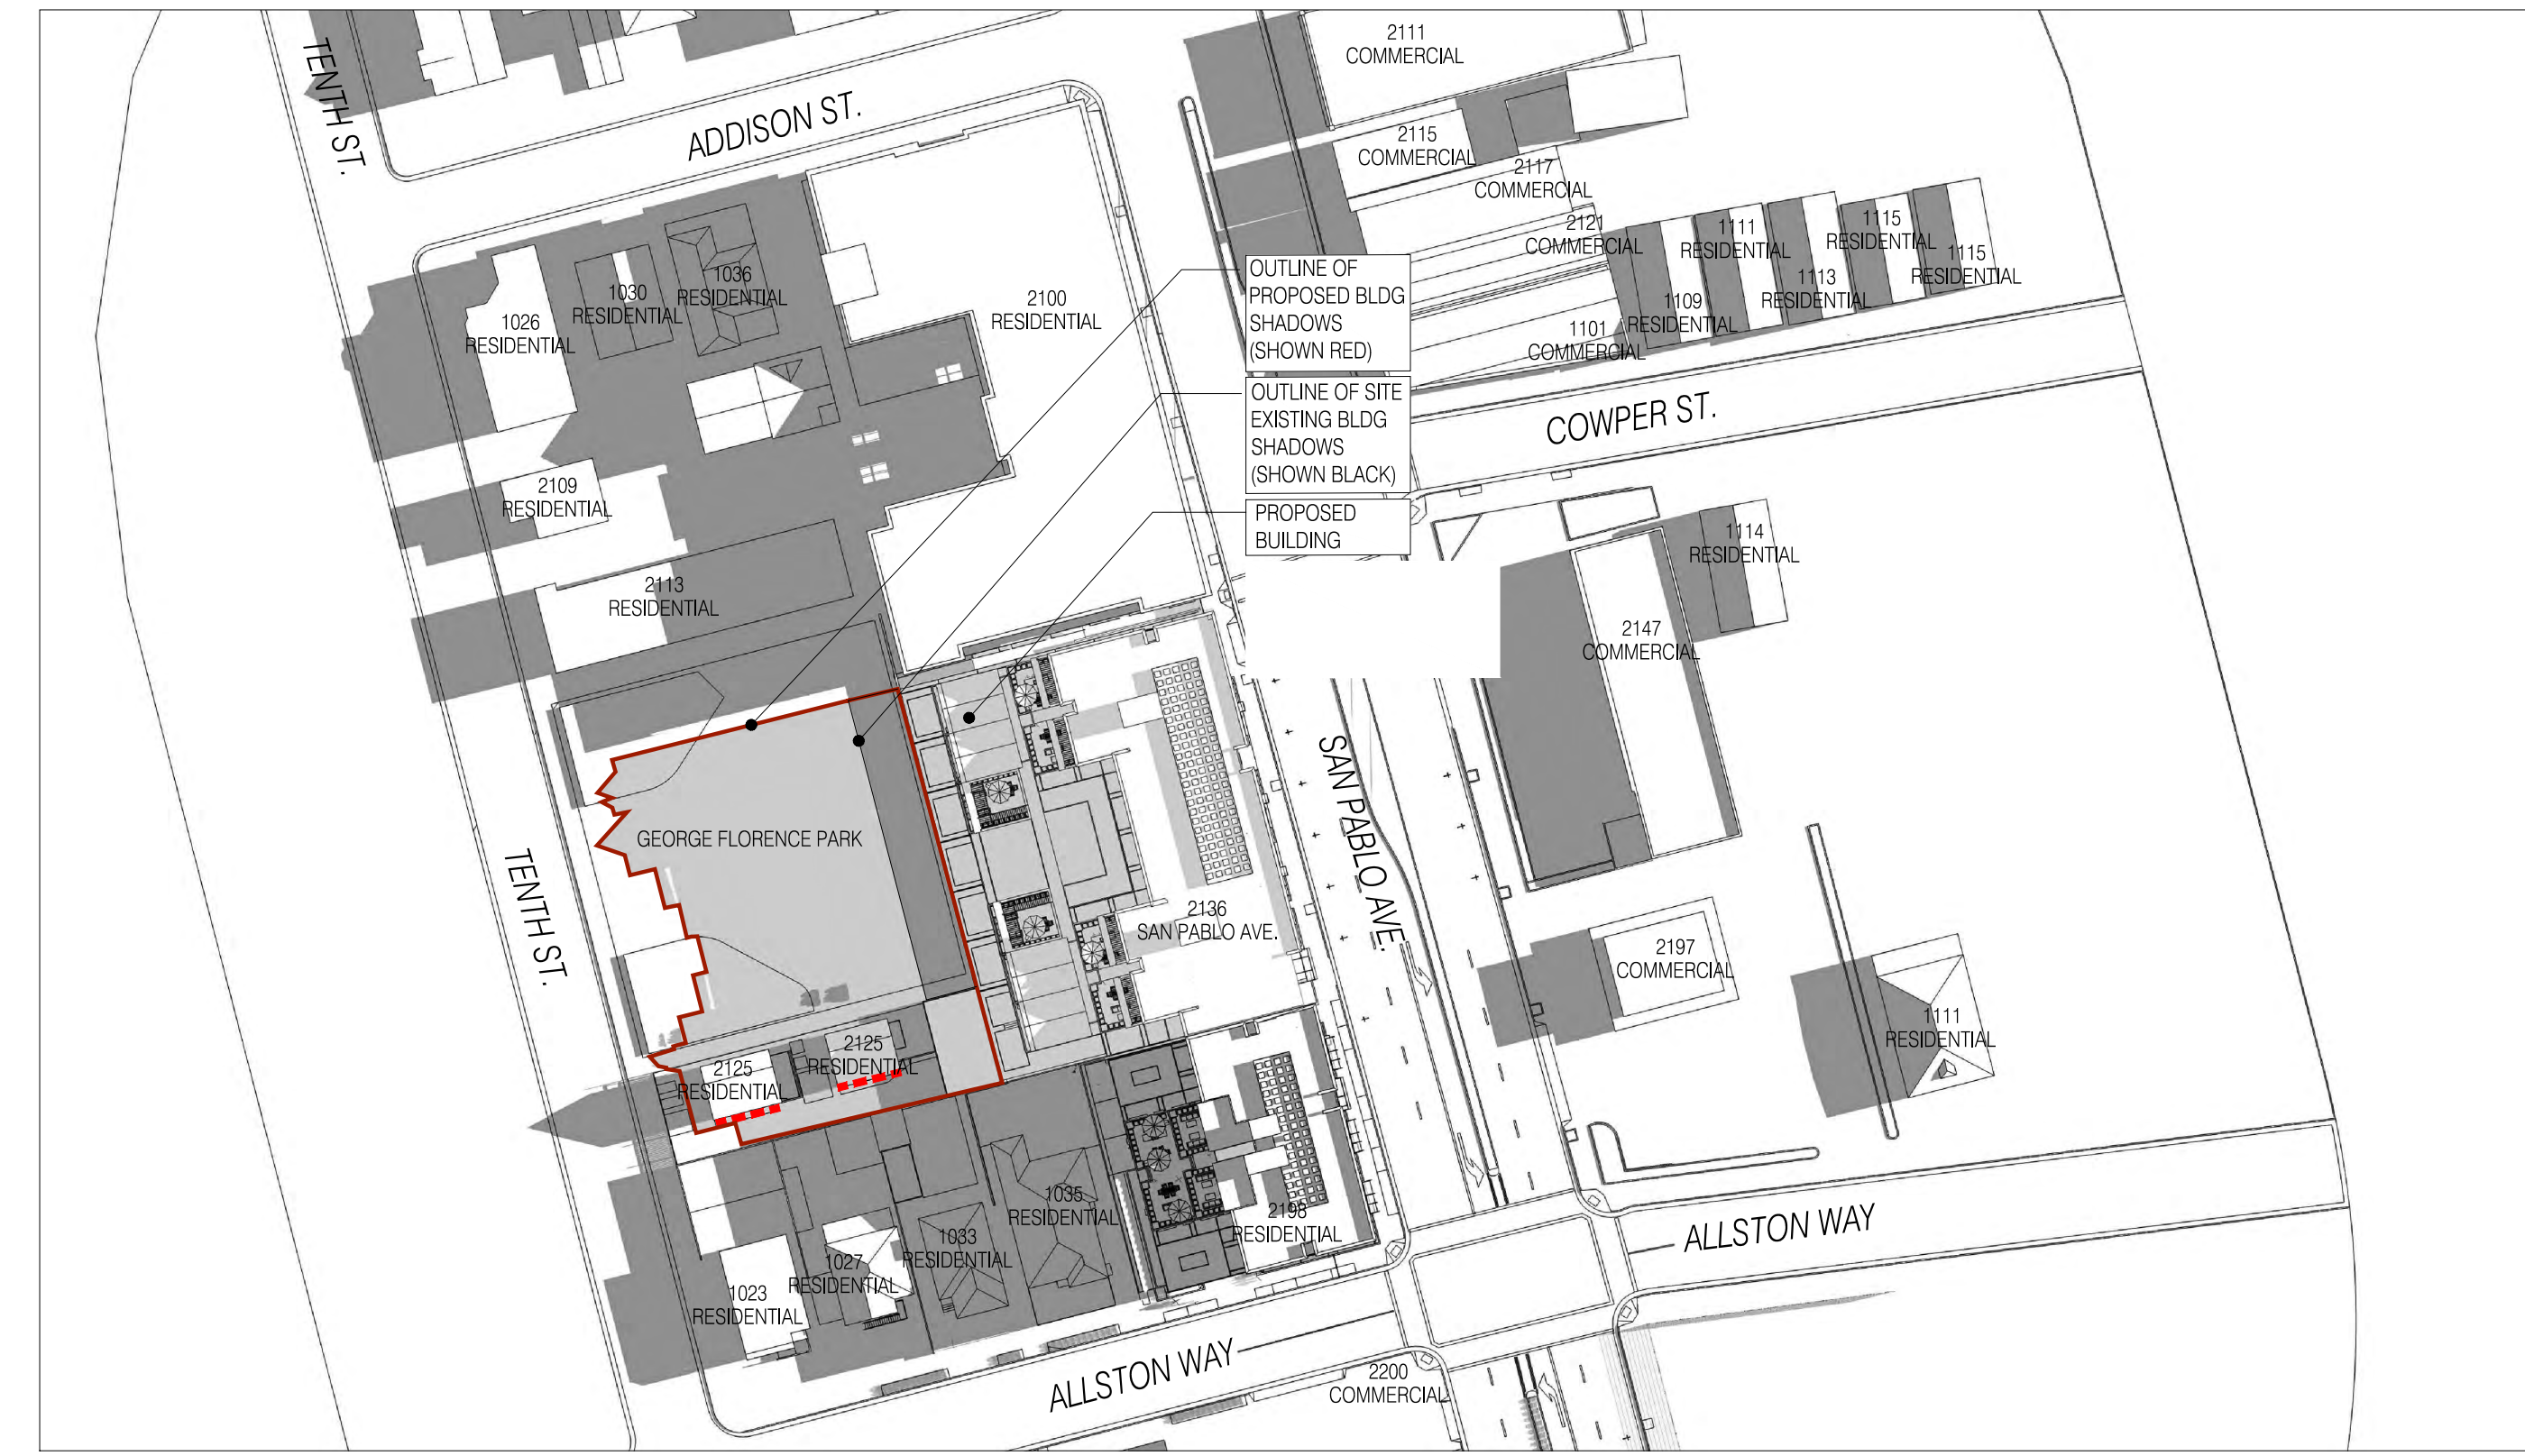 TENTH ST.
ADDISON ST.
2111
COMMERCIAL
2115
COMMERCIAL
2117
COMMERCIAL
2121
COMMERCIAL
1111
RESIDENTIAL
1115
RESIDENTIAL
1115
RESIDENTIAL
1113
RESIDENTIAL
1109
RESIDENTIAL
1101
COMMERCIAL
1036
RESIDENTIAL
1030
RESIDENTIAL
1026
RESIDENTIAL
2100
RESIDENTIAL
OUTLINE OF
PROPOSED BLDG
SHADOWS
(SHOWN RED)
OUTLINE OF SITE
EXISTING BLDG
SHADOWS
(SHOWN BLACK)
PROPOSED
BUILDING
COWPER ST.
2109
RESIDENTIAL
2113
RESIDENTIAL
1114
RESIDENTIAL
2147
COMMERCIAL
GEORGE FLORENCE PARK
TENTH ST.
SAN PABLO AVE.
2136
SAN PABLO AVE.
2197
COMMERCIAL
1111
RESIDENTIAL
2125
RESIDENTIAL
2125
RESIDENTIAL
1035
RESIDENTIAL
2198
RESIDENTIAL
1033
RESIDENTIAL
1027
RESIDENTIAL
1023
RESIDENTIAL
ALLSTON WAY
ALLSTON WAY
2200
COMMERCIAL